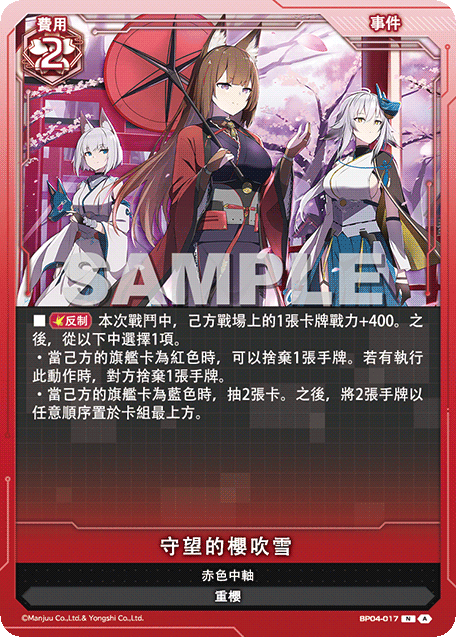 費用
事件
2
SAMPLE
■ 反制 本次戰鬥中，己方戰場上的1張卡牌戰力+400。之
後，從以下中選擇1項。
・當己方的旗艦卡為紅色時，可以捨棄1張手牌。若有執行
此動作時，對方捨棄1張手牌。
・當己方的旗艦卡為藍色時，抽2張卡。之後，將2張手牌以
任意順序置於卡組最上方。
守望的櫻吹雪
赤色中軸
重櫻
©Manjuu Co.,Ltd.& Yongshi Co.,Ltd.
BP04-017 N A